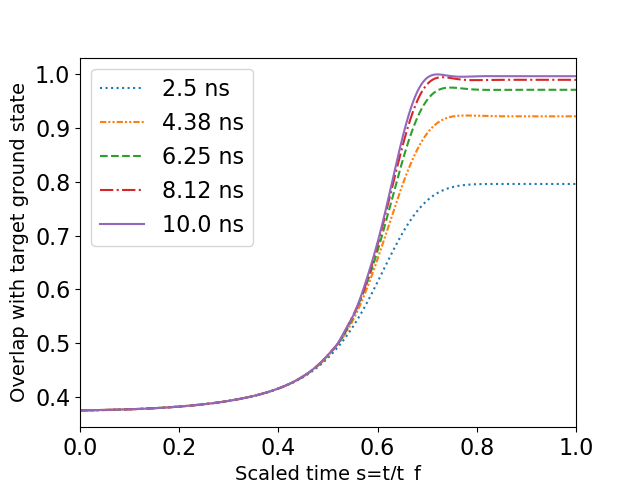 1.0
0.9
0.8
0.7
0.6
0.5
0.4
Overlap with target ground state
2.5 ns
4.38 ns
6.25 ns
8.12 ns
10.0 ns
0.0 0.2 0.4 0.6 0.8 1.0
Scaled time s=t/t_f